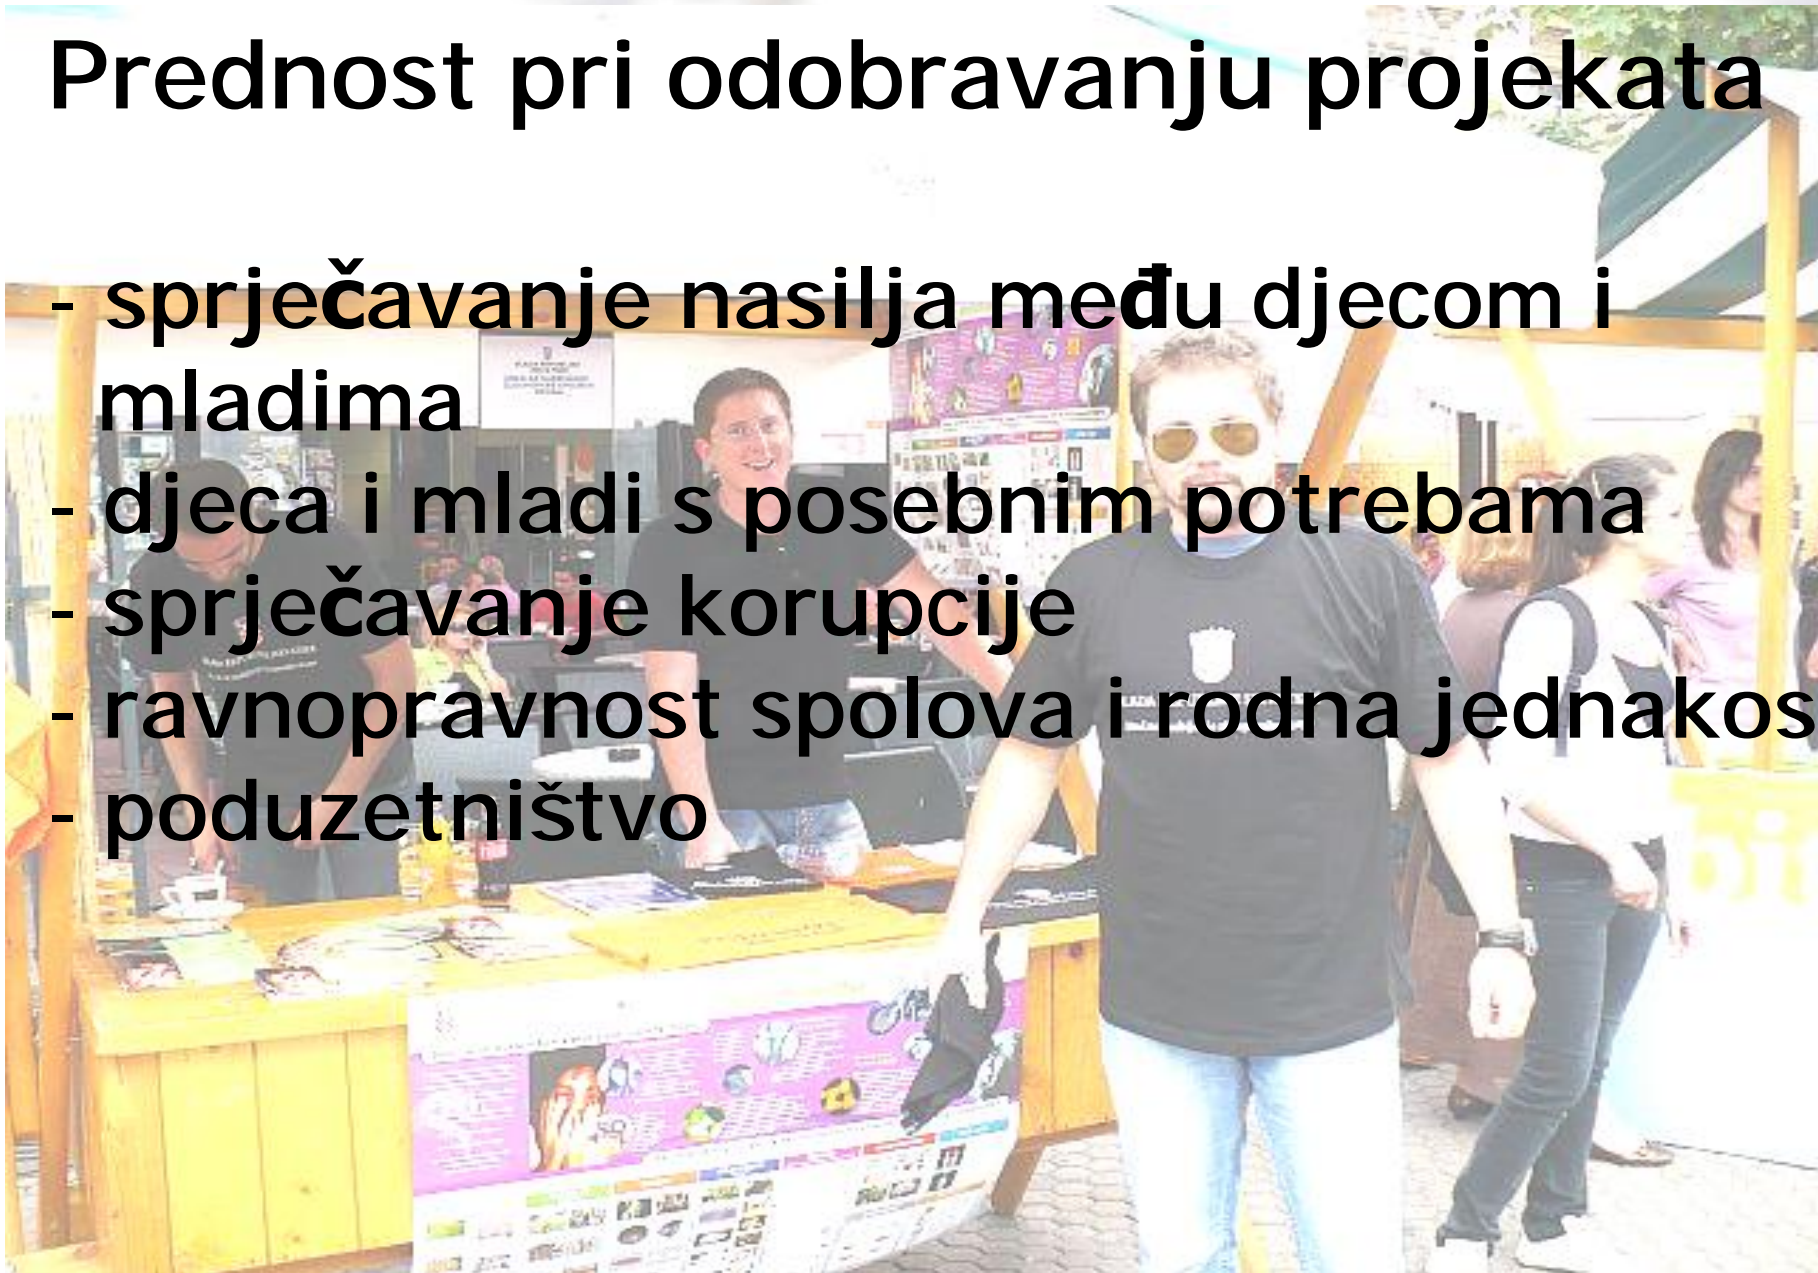 Prednost pri odobravanju projekata
- sprječavanje nasilja među djecom i
mladima
- djeca i mladi s posebnim potrebama
- sprječavanje korupcije
- ravnopravnost spolova i rodna jednakos
- poduzetništvo